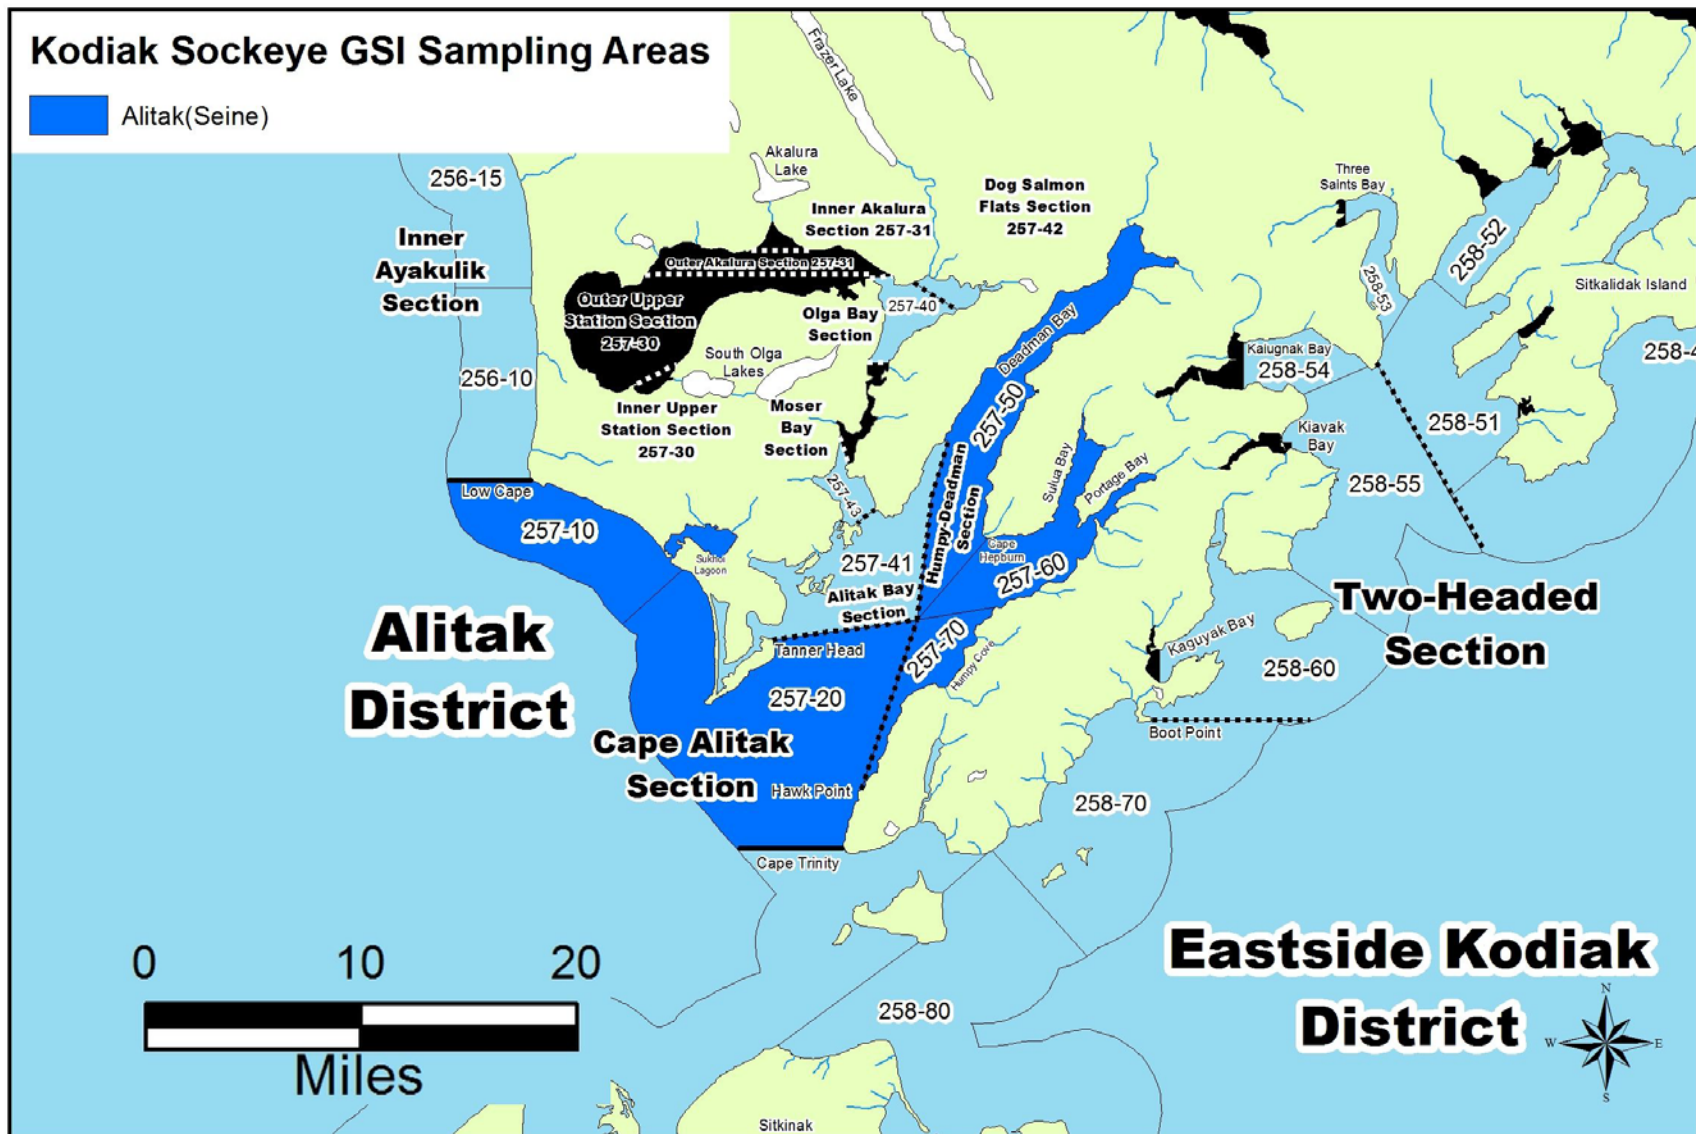 Kodiak Sockeye GSI Sampling Areas
Alitak(Seine)
Frazer Lake
Akalura
Lake
256-15
Inner
Ayakulik
Section
256-10
Inner Akalura
Section 257-31
Dog Salmon
Flats Section
257-42
Outer Akalura Section 257-31
Outer Upper
Station Section
257-30
Olga Bay
Section
257-40
South Olga
Lakes
Inner Upper
Station Section
257-30
Moser
Bay
Section
257-43
Deadman Bay
257-50
Humpy-Deadman
Section
Three
Saints Bay
258-53
258-52
Sitkalidak Island
258-4
Kaiugnak Bay
258-54
Kiavak
Bay
258-51
258-55
Sulua Bay
Portage Bay
Low Cape
257-10
Sukhoi
Lagoon
257-41
Alitak Bay
Section
Cape
Hepburn
257-60
Alitak
District
Tanner Head
257-70
Humpy Cove
257-20
Cape Alitak
Section
Hawk Point
Cape Trinity
Two-Headed
Section
Kaguyak Bay
258-60
Boot Point
258-70
Eastside Kodiak
District
258-80
0 10 20
Miles
Sitkinak
N
W E
S